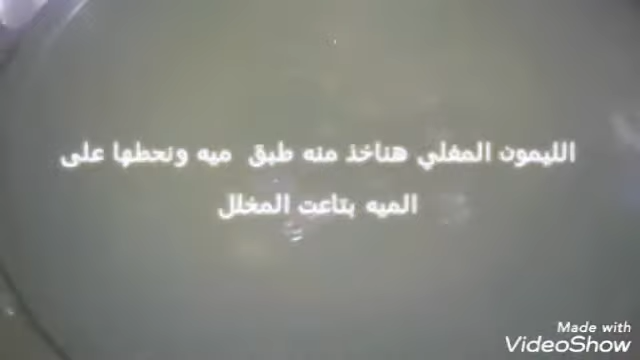 الليمون المغلي هناخذ منه طبق ميه ونحطها على
الميه بتاعت المخلل
Made with
VideoShow